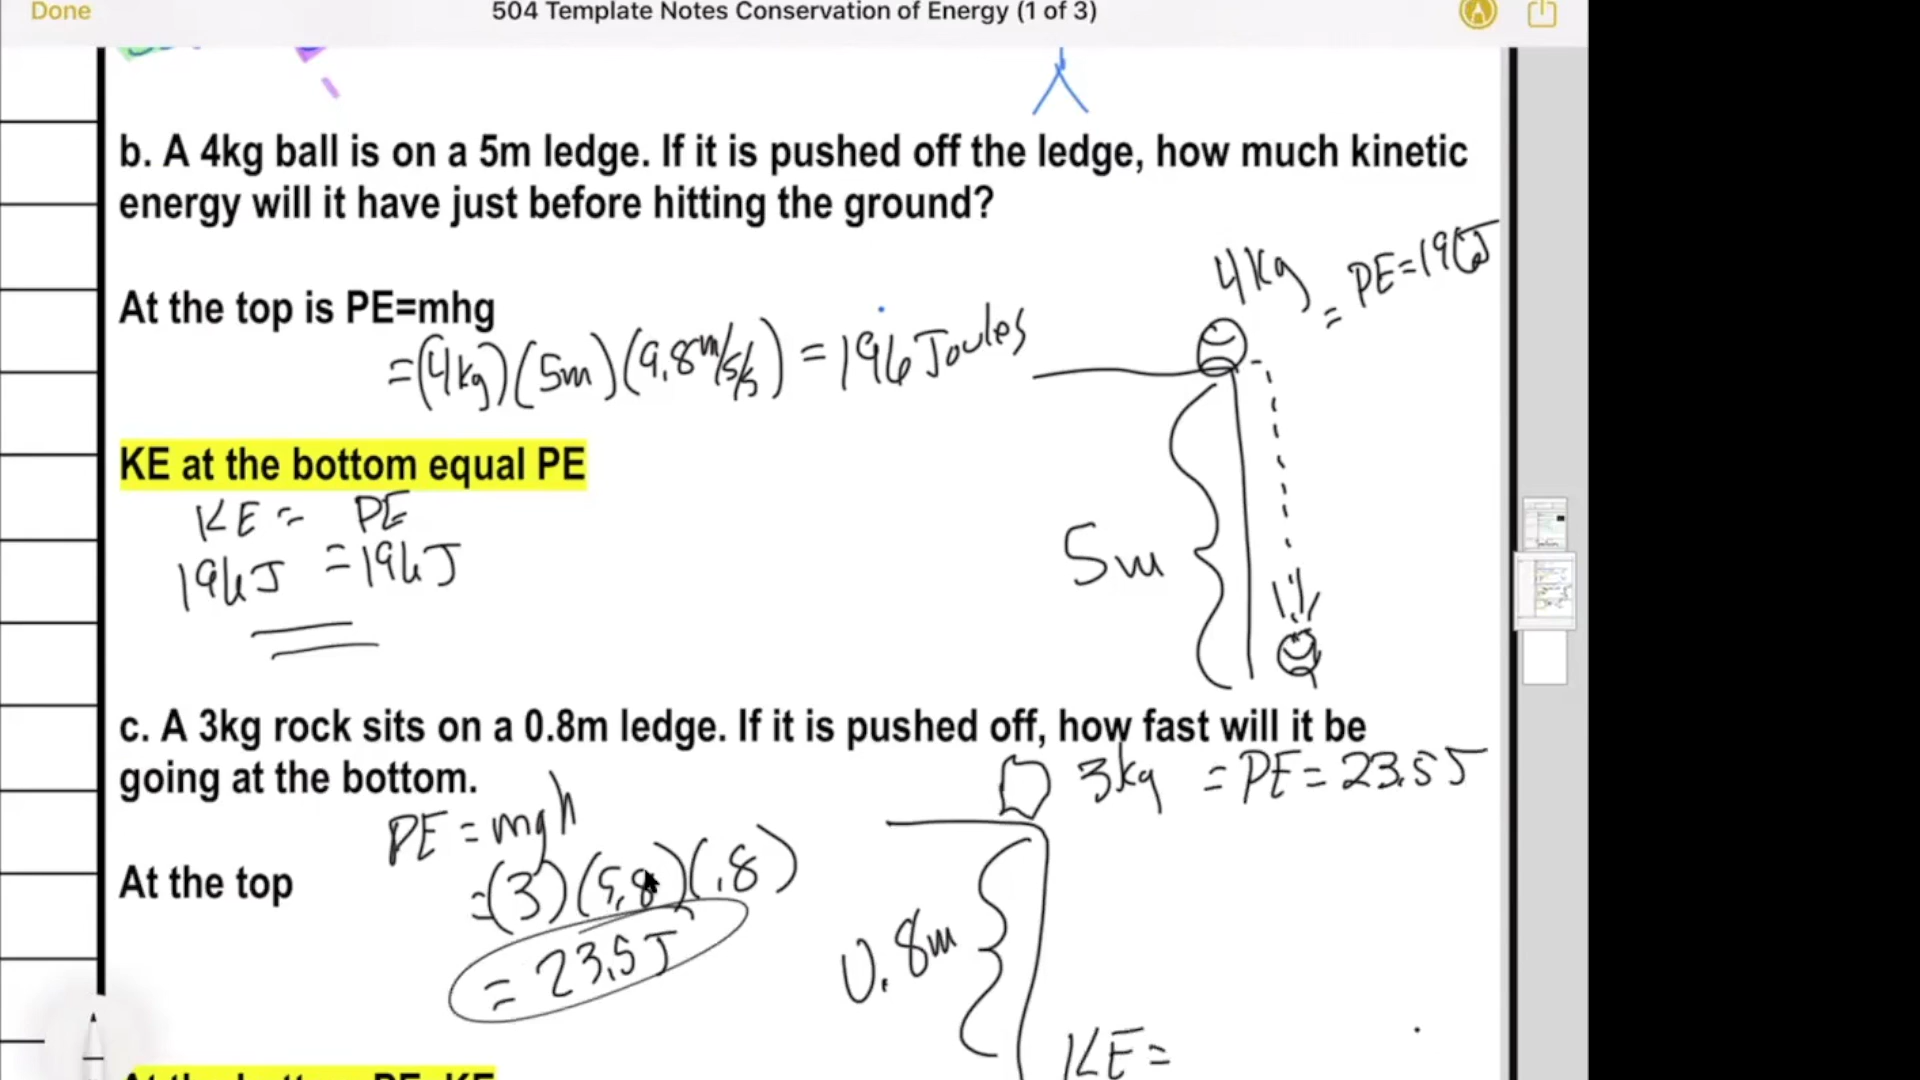 Done
504 Template Notes Conservation of Energy (1 of 3)
b. A 4kg ball is on a 5m ledge. If it is pushed off the ledge, how much kinetic
energy will it have just before hitting the ground?
4kg
= PE=196J
At the top is PE=mhg
=(4kg)(5m)(9.8m/s/s) = 196 Joules
KE at the bottom equal PE
KE = PE
196J = 196J
5m
c. A 3kg rock sits on a 0.8m ledge. If it is pushed off, how fast will it be
going at the bottom.
3kg = PE = 23.5J
PE = mgh
At the top
=(3)(9.8)(.8)
= 23.5J
0.8m
KE =